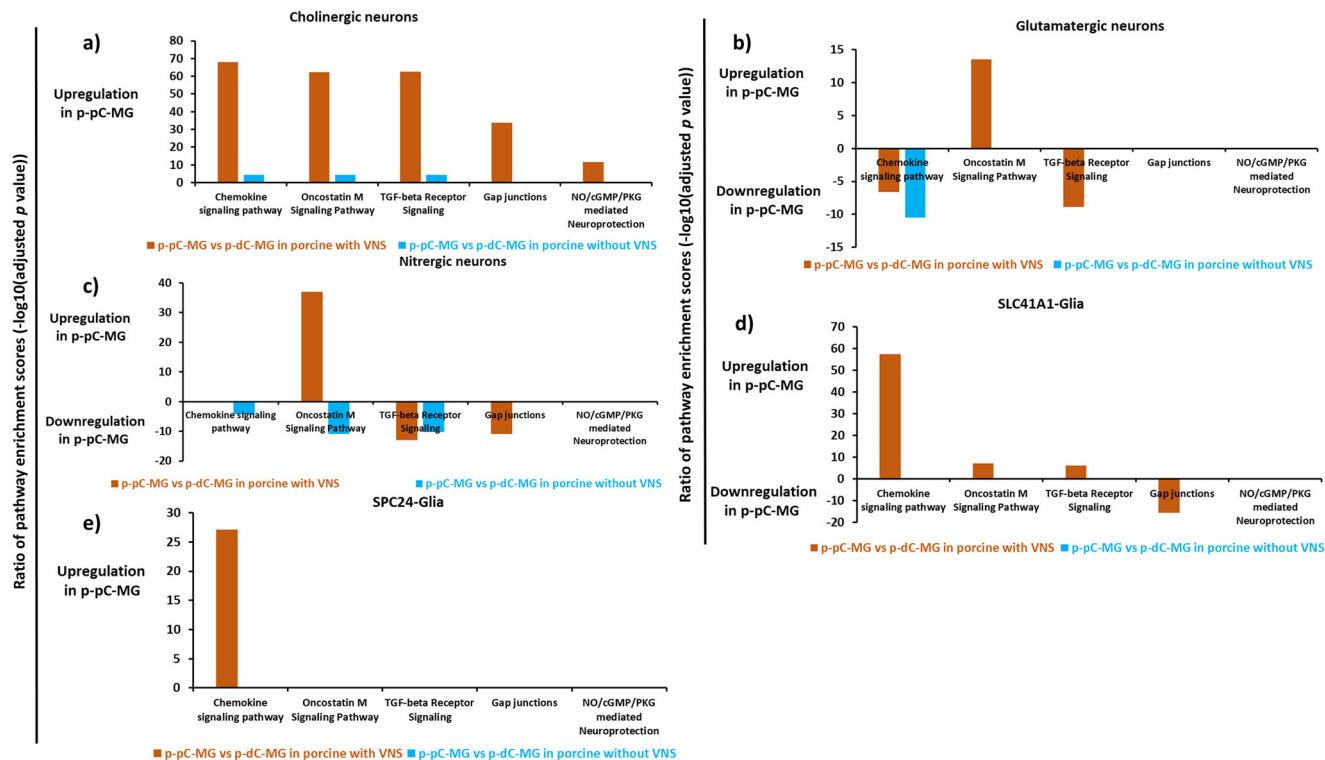 Ratio of pathway enrichment scores (-log10(adjusted p value))
Cholinergic neurons
a)
Upregulation
in p-pC-MG
80
70
60
50
40
30
20
10
0
Chemokine
signaling pathway
Oncostatin M
Signaling Pathway
TGF-beta Receptor
Signaling
Gap junctions
NO/cGMP/PKG
mediated
Neuroprotection
p-pC-MG vs p-dC-MG in porcine with VNS
p-pC-MG vs p-dC-MG in porcine without VNS
Nitrergic neurons
c)
Upregulation
in p-pC-MG
Downregulation
in p-pC-MG
40
30
20
10
0
-10
-20
Chemokine signaling
pathway
Oncostatin M
Signaling Pathway
TGF-beta Receptor
Signaling
Gap junctions
NO/cGMP/PKG
mediated
Neuroprotection
p-pC-MG vs p-dC-MG in porcine with VNS
p-pC-MG vs p-dC-MG in porcine without VNS
SPC24-Glia
e)
Upregulation
in p-pC-MG
30
25
20
15
10
5
0
Chemokine
signaling pathway
Oncostatin M
Signaling Pathway
TGF-beta Receptor
Signaling
Gap junctions
NO/cGMP/PKG
mediated
Neuroprotection
p-pC-MG vs p-dC-MG in porcine with VNS
p-pC-MG vs p-dC-MG in porcine without VNS
Ratio of pathway enrichment scores (-log10(adjusted p value))
Glutamatergic neurons
b)
Upregulation
in p-pC-MG
Downregulation
in p-pC-MG
15
10
5
0
-5
-10
-15
Chemokine
signaling pathway
Oncostatin M
Signaling Pathway
TGF-beta Receptor
Signaling
Gap junctions
NO/cGMP/PKG
mediated
Neuroprotection
p-pC-MG vs p-dC-MG in porcine with VNS
p-pC-MG vs p-dC-MG in porcine without VNS
SLC41A1-Glia
d)
Upregulation
in p-pC-MG
Downregulation
in p-pC-MG
70
60
50
40
30
20
10
0
-10
-20
Chemokine
signaling pathway
Oncostatin M
Signaling Pathway
TGF-beta Receptor
Signaling
Gap junctions
NO/cGMP/PKG
mediated
Neuroprotection
p-pC-MG vs p-dC-MG in porcine with VNS
p-pC-MG vs p-dC-MG in porcine without VNS